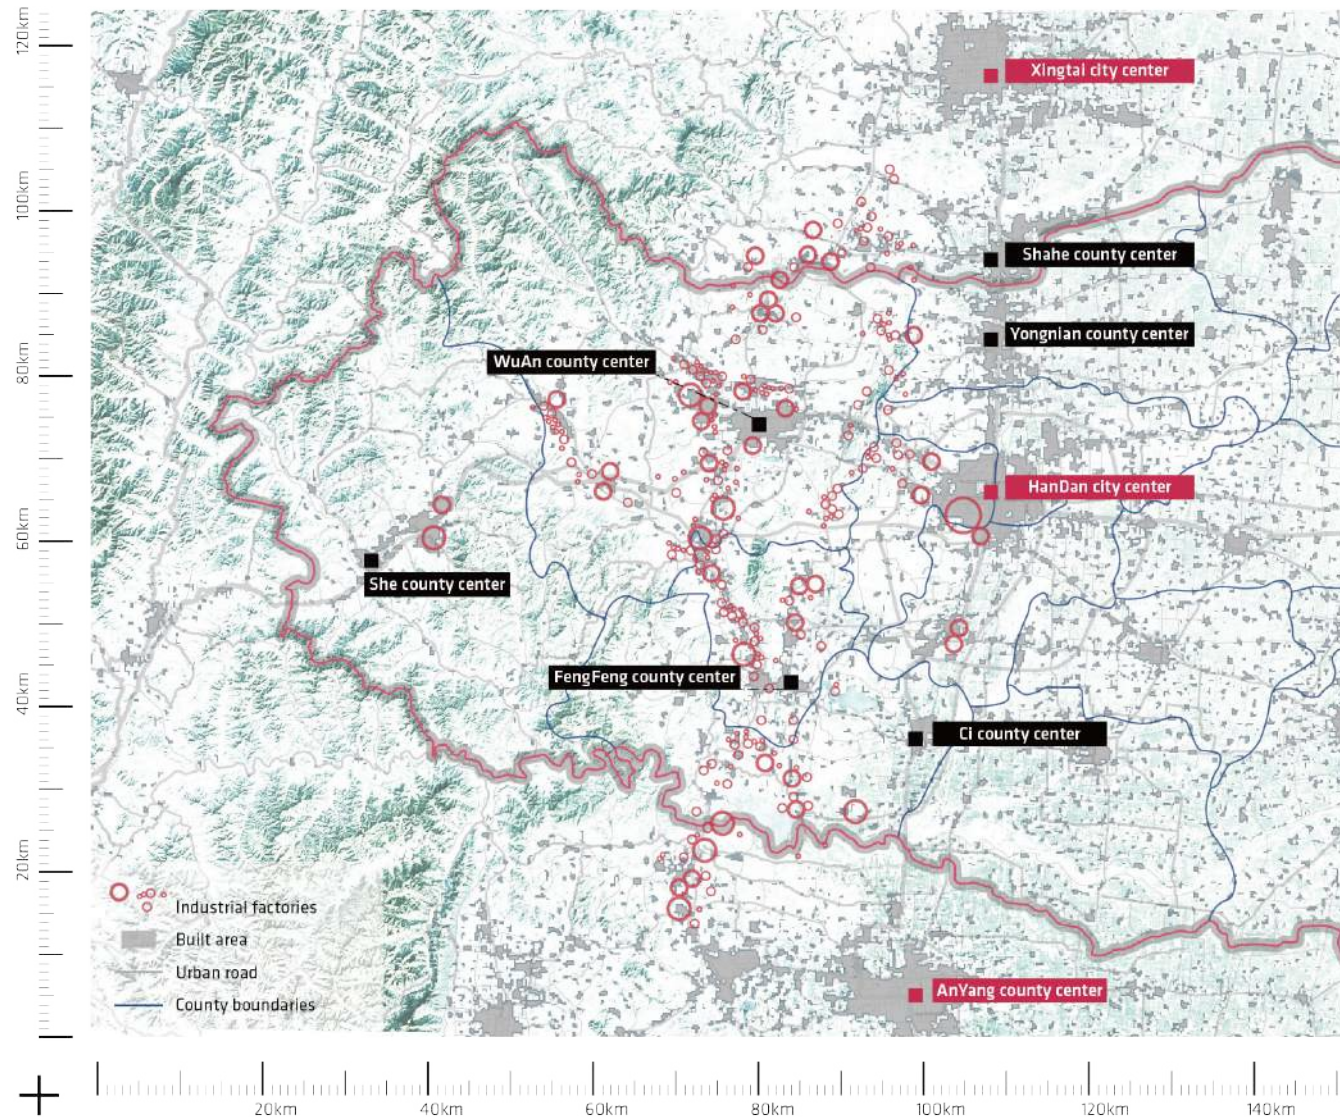 120km
100km
80km
60km
40km
20km
Xingtai city center
Shahe county center
Yongnian county center
WuAn county center
HanDan city center
She county center
FengFeng county center
Ci county center
AnYang county center
Industrial factories
Built area
Urban road
County boundaries
20km
40km
60km
80km
100km
120km
140km